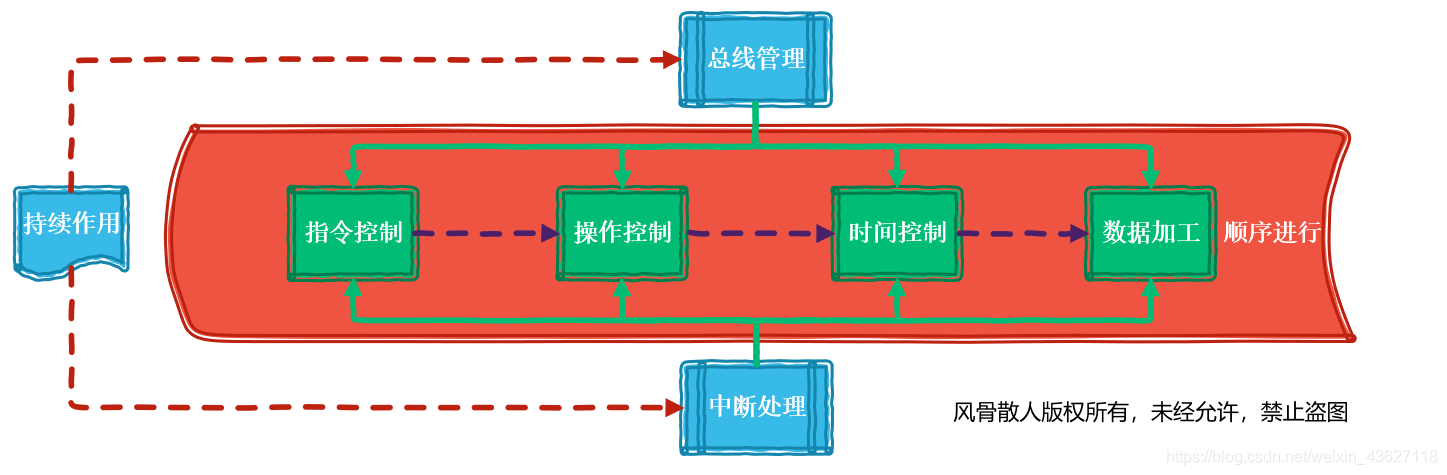 总线管理
持续作用
指令控制
操作控制
时间控制
数据加工
顺序进行
中断处理
风骨散人版权所有，未经允许，禁止盗图
https://blog.csdn.net/weixin_43627118